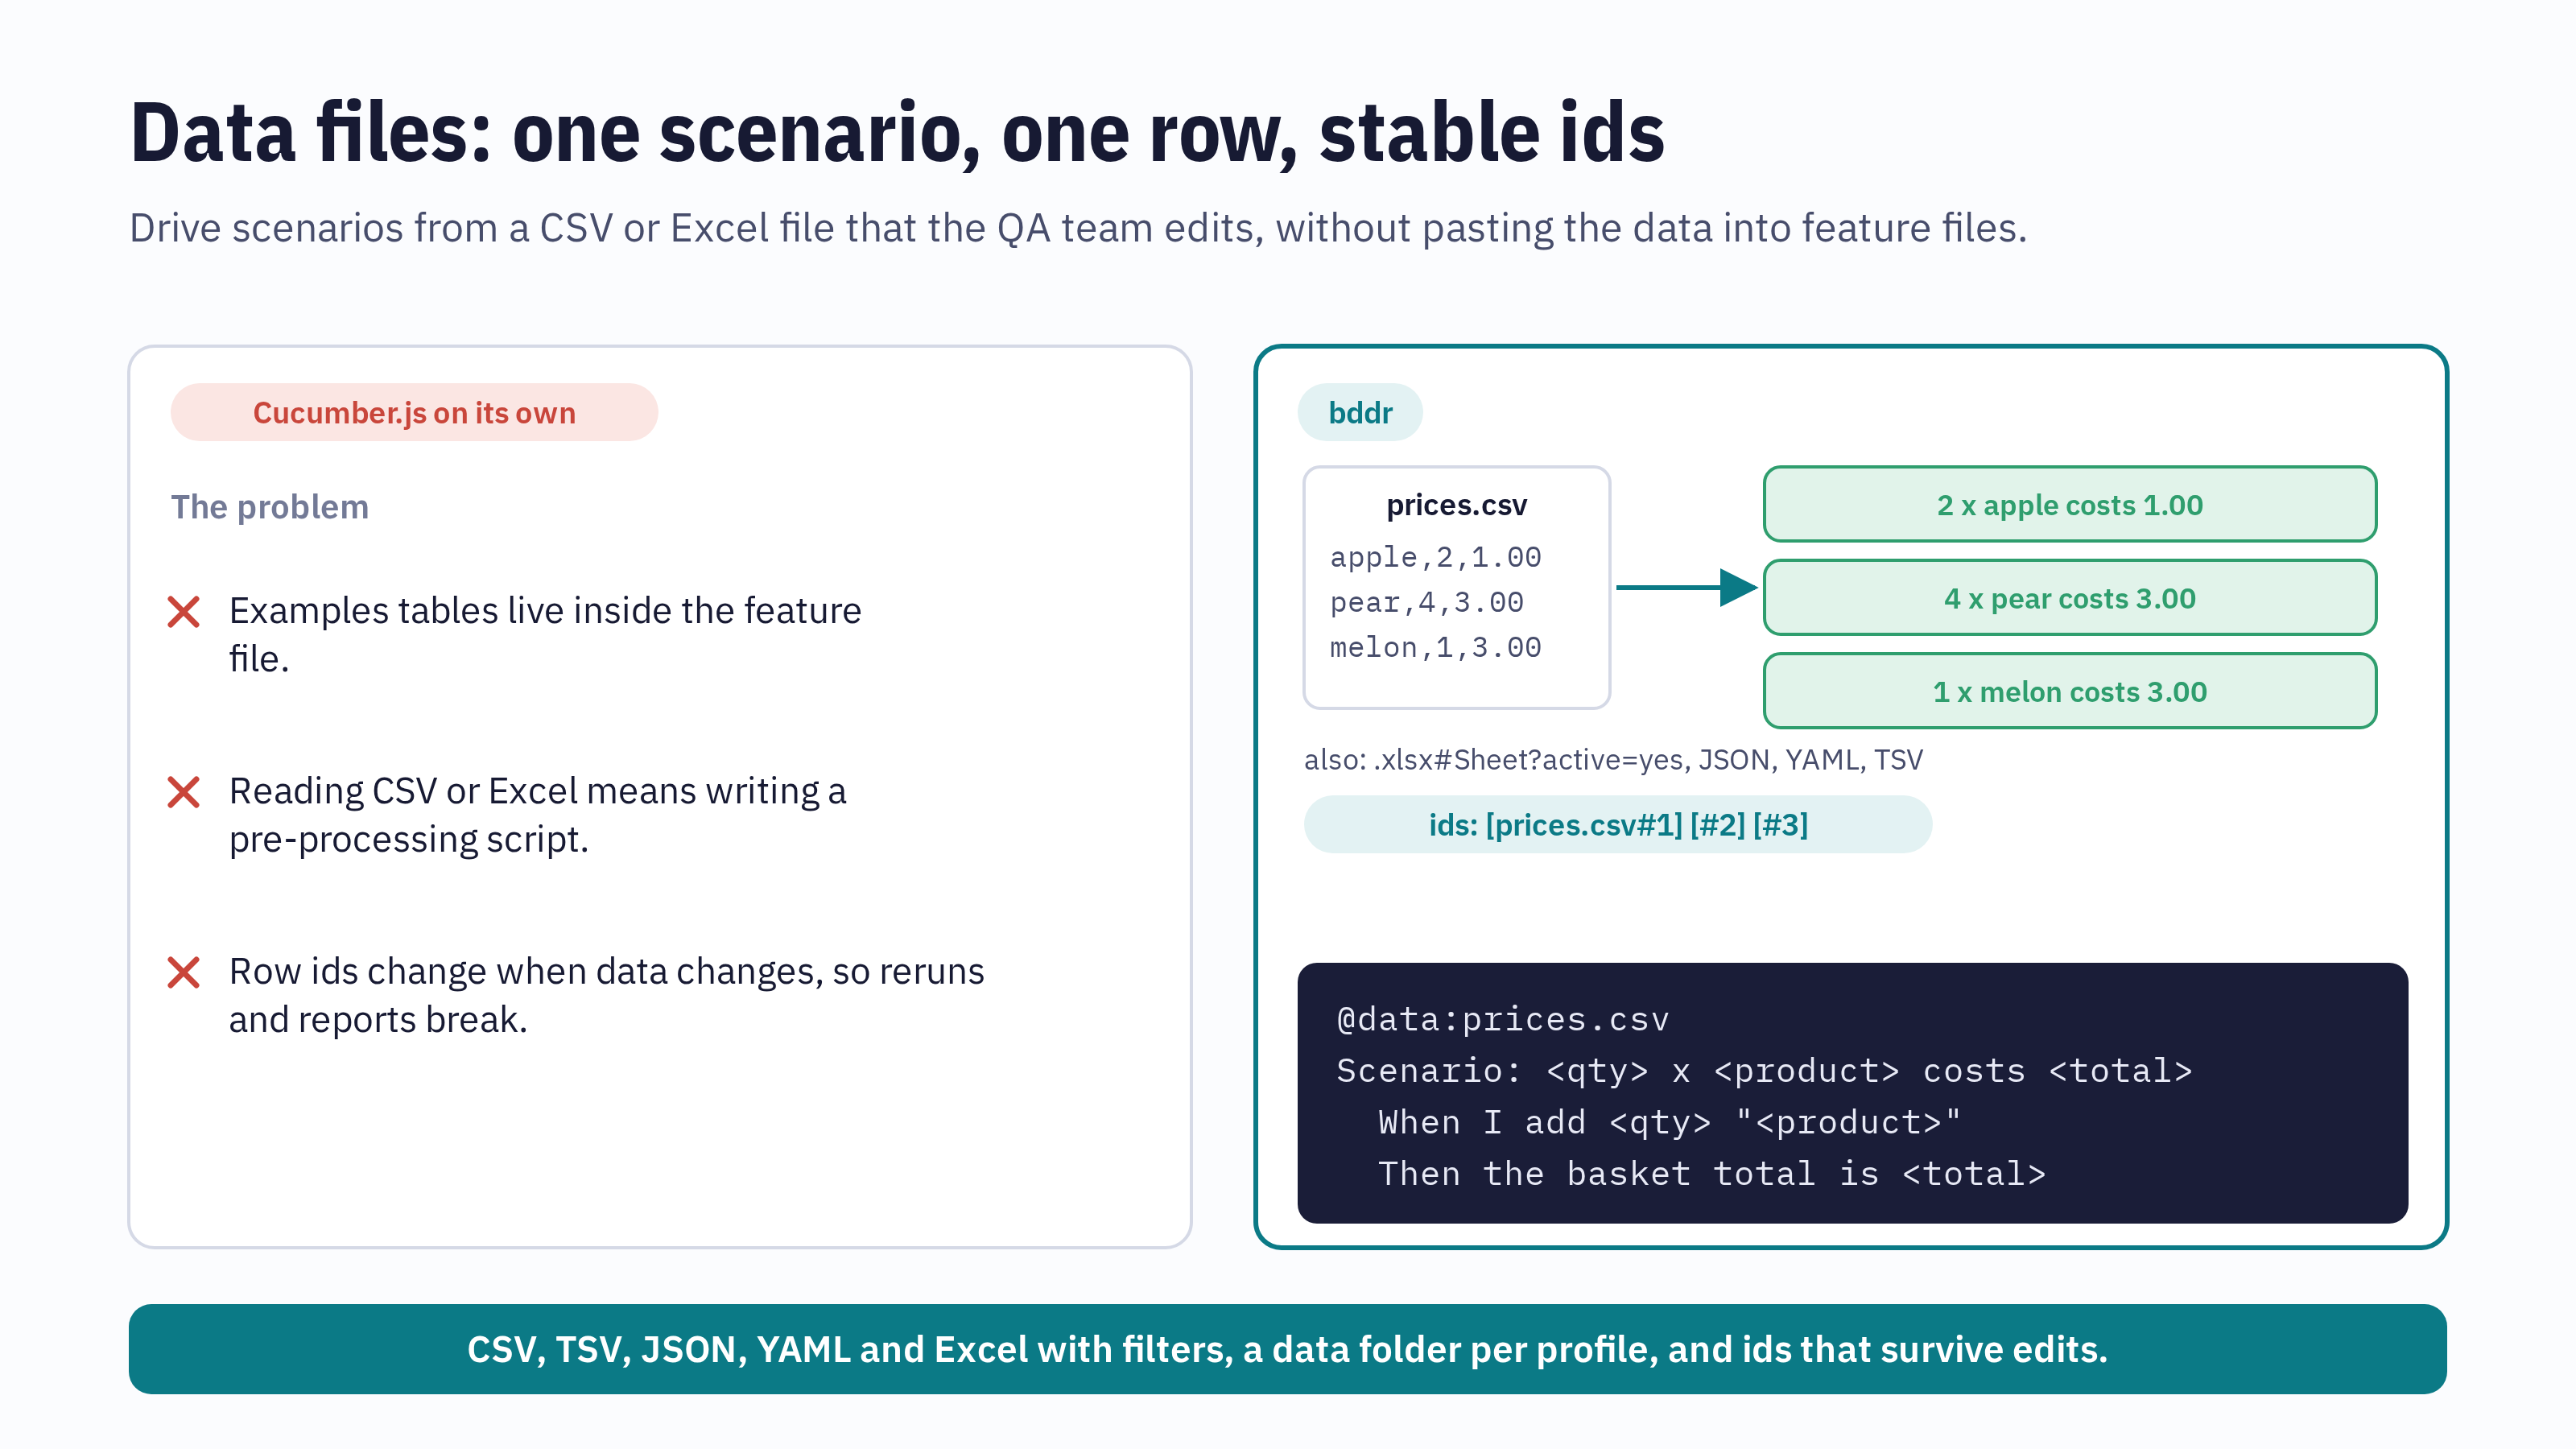 Data files: one scenario, one row, stable ids
Drive scenarios from a CSV or Excel file that the QA team edits, without pasting the data into feature files.
Cucumber.js on its own
The problem
Examples tables live inside the feature
file.
Reading CSV or Excel means writing a
pre-processing script.
Row ids change when data changes, so reruns
and reports break.
bddr
prices.csv
apple,2,1.00
pear,4,3.00
melon,1,3.00
2 x apple costs 1.00
4 x pear costs 3.00
1 x melon costs 3.00
also: .xlsx#Sheet?active=yes, JSON, YAML, TSV
ids: [prices.csv#1] [#2] [#3]
@data:prices.csv
Scenario: <qty> x <product> costs <total>
  When I add <qty> "<product>"
  Then the basket total is <total>
CSV, TSV, JSON, YAML and Excel with filters, a data folder per profile, and ids that survive edits.